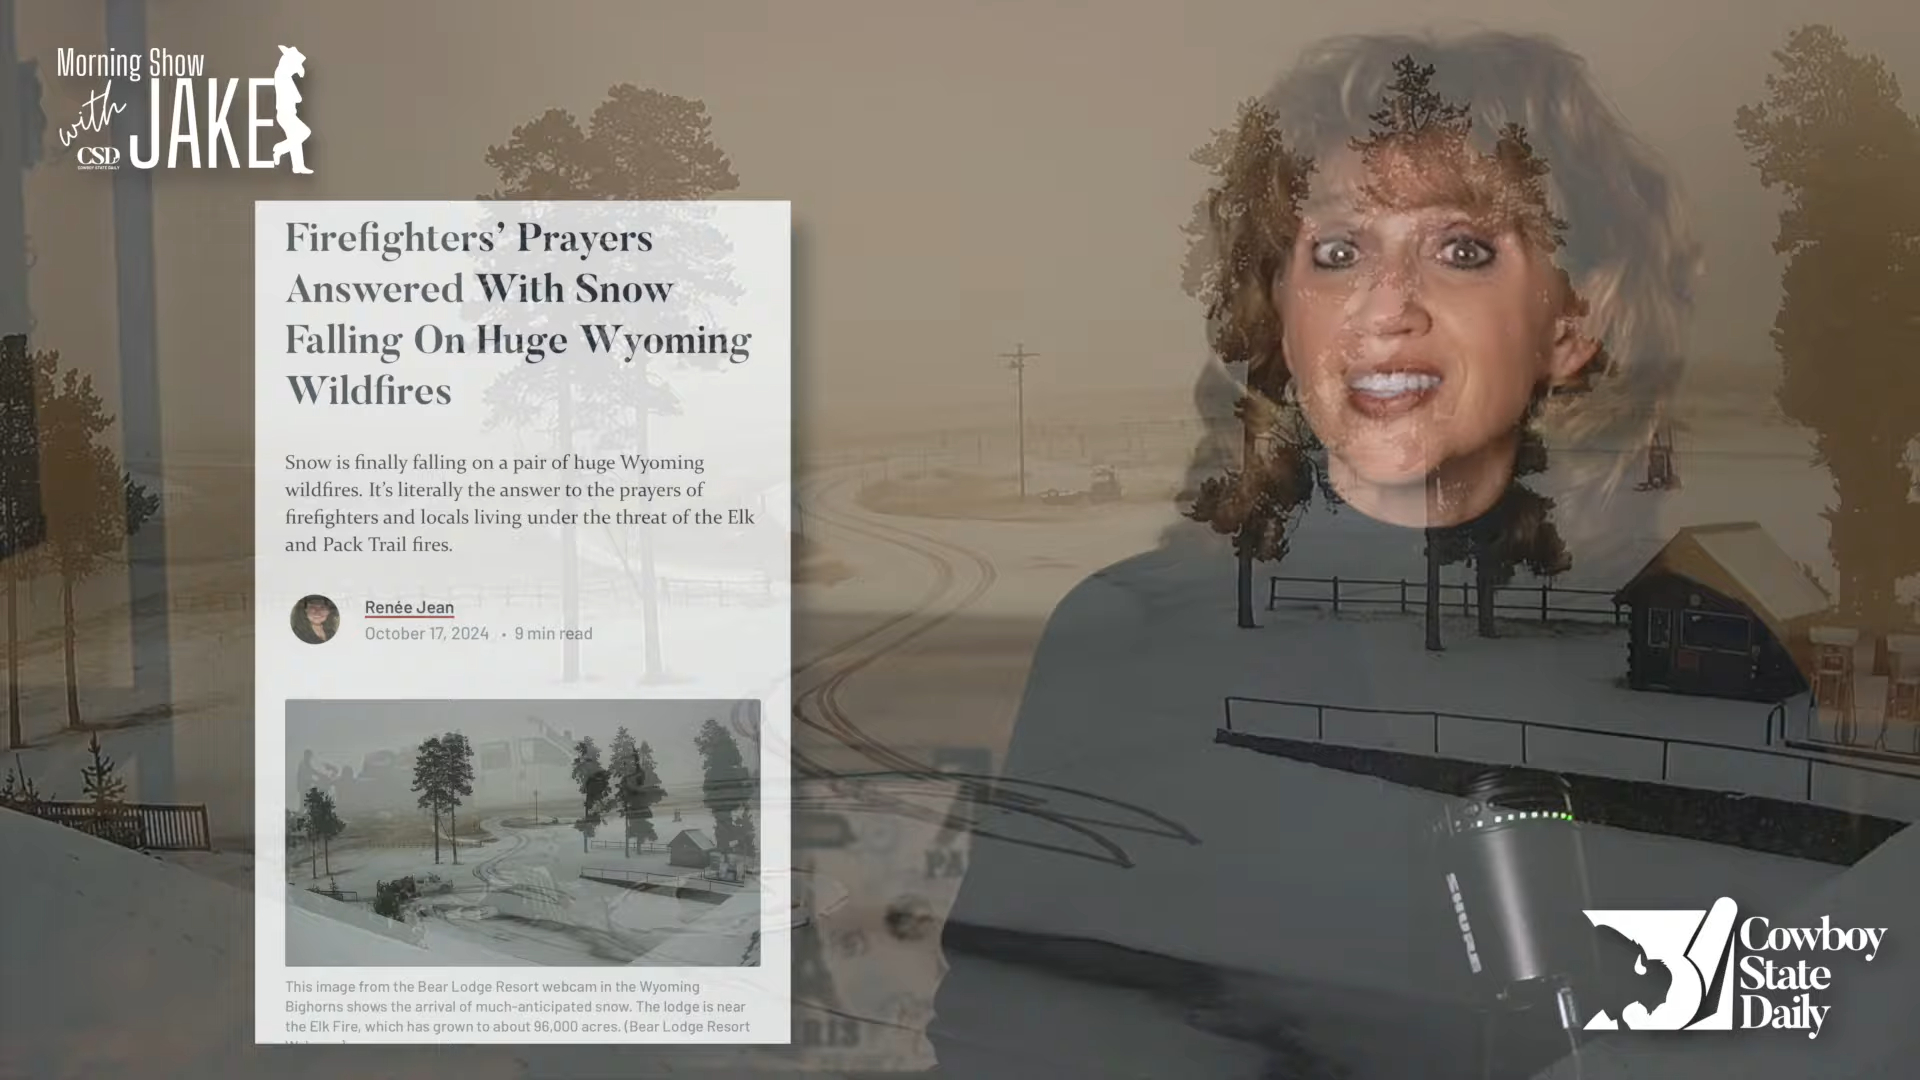 Morning Show
with
JAKE
CSD
COWBOY STATE DAILY
Firefighters’ Prayers
Answered With Snow
Falling On Huge Wyoming
Wildfires
Snow is finally falling on a pair of huge Wyoming
wildfires. It’s literally the answer to the prayers of
firefighters and locals living under the threat of the Elk
and Pack Trail fires.
Renée Jean
October 17, 2024 • 9 min read
This image from the Bear Lodge Resort webcam in the Wyoming
Bighorns shows the arrival of much-anticipated snow. The lodge is near
the Elk Fire, which has grown to about 96,000 acres. (Bear Lodge Resort
SHURE
Cowboy
State
Daily